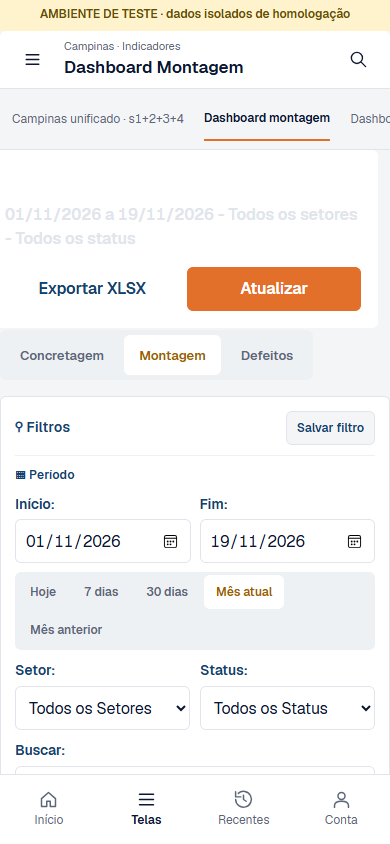 AMBIENTE DE TESTE · dados isolados de homologação
Campinas · Indicadores
Dashboard Montagem
Campinas unificado · s1+2+3+4 Dashboard montagem Dashbo
01/11/2026 a 19/11/2026 - Todos os setores
- Todos os status
Exportar XLSX Atualizar
Concretagem Montagem Defeitos
Filtros Salvar filtro
Período
Início: Fim:
01/11/2026 19/11/2026
Hoje 7 dias 30 dias Mês atual
Mês anterior
Setor: Status:
Todos os Setores Todos os Status
Buscar:
Início Telas Recentes Conta